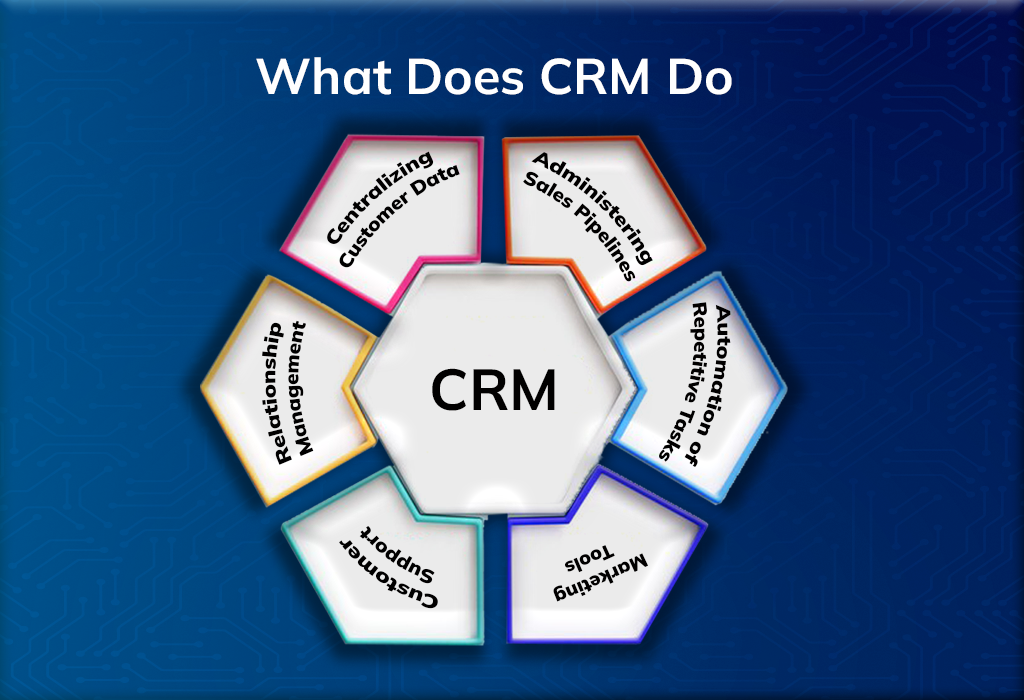 What Does CRM Do
Centralizing
Customer Data
Administering
Sales Pipelines
Automation of
Repetitive Tasks
Marketing
Tools
Customer
Support
Relationship
Management
CRM